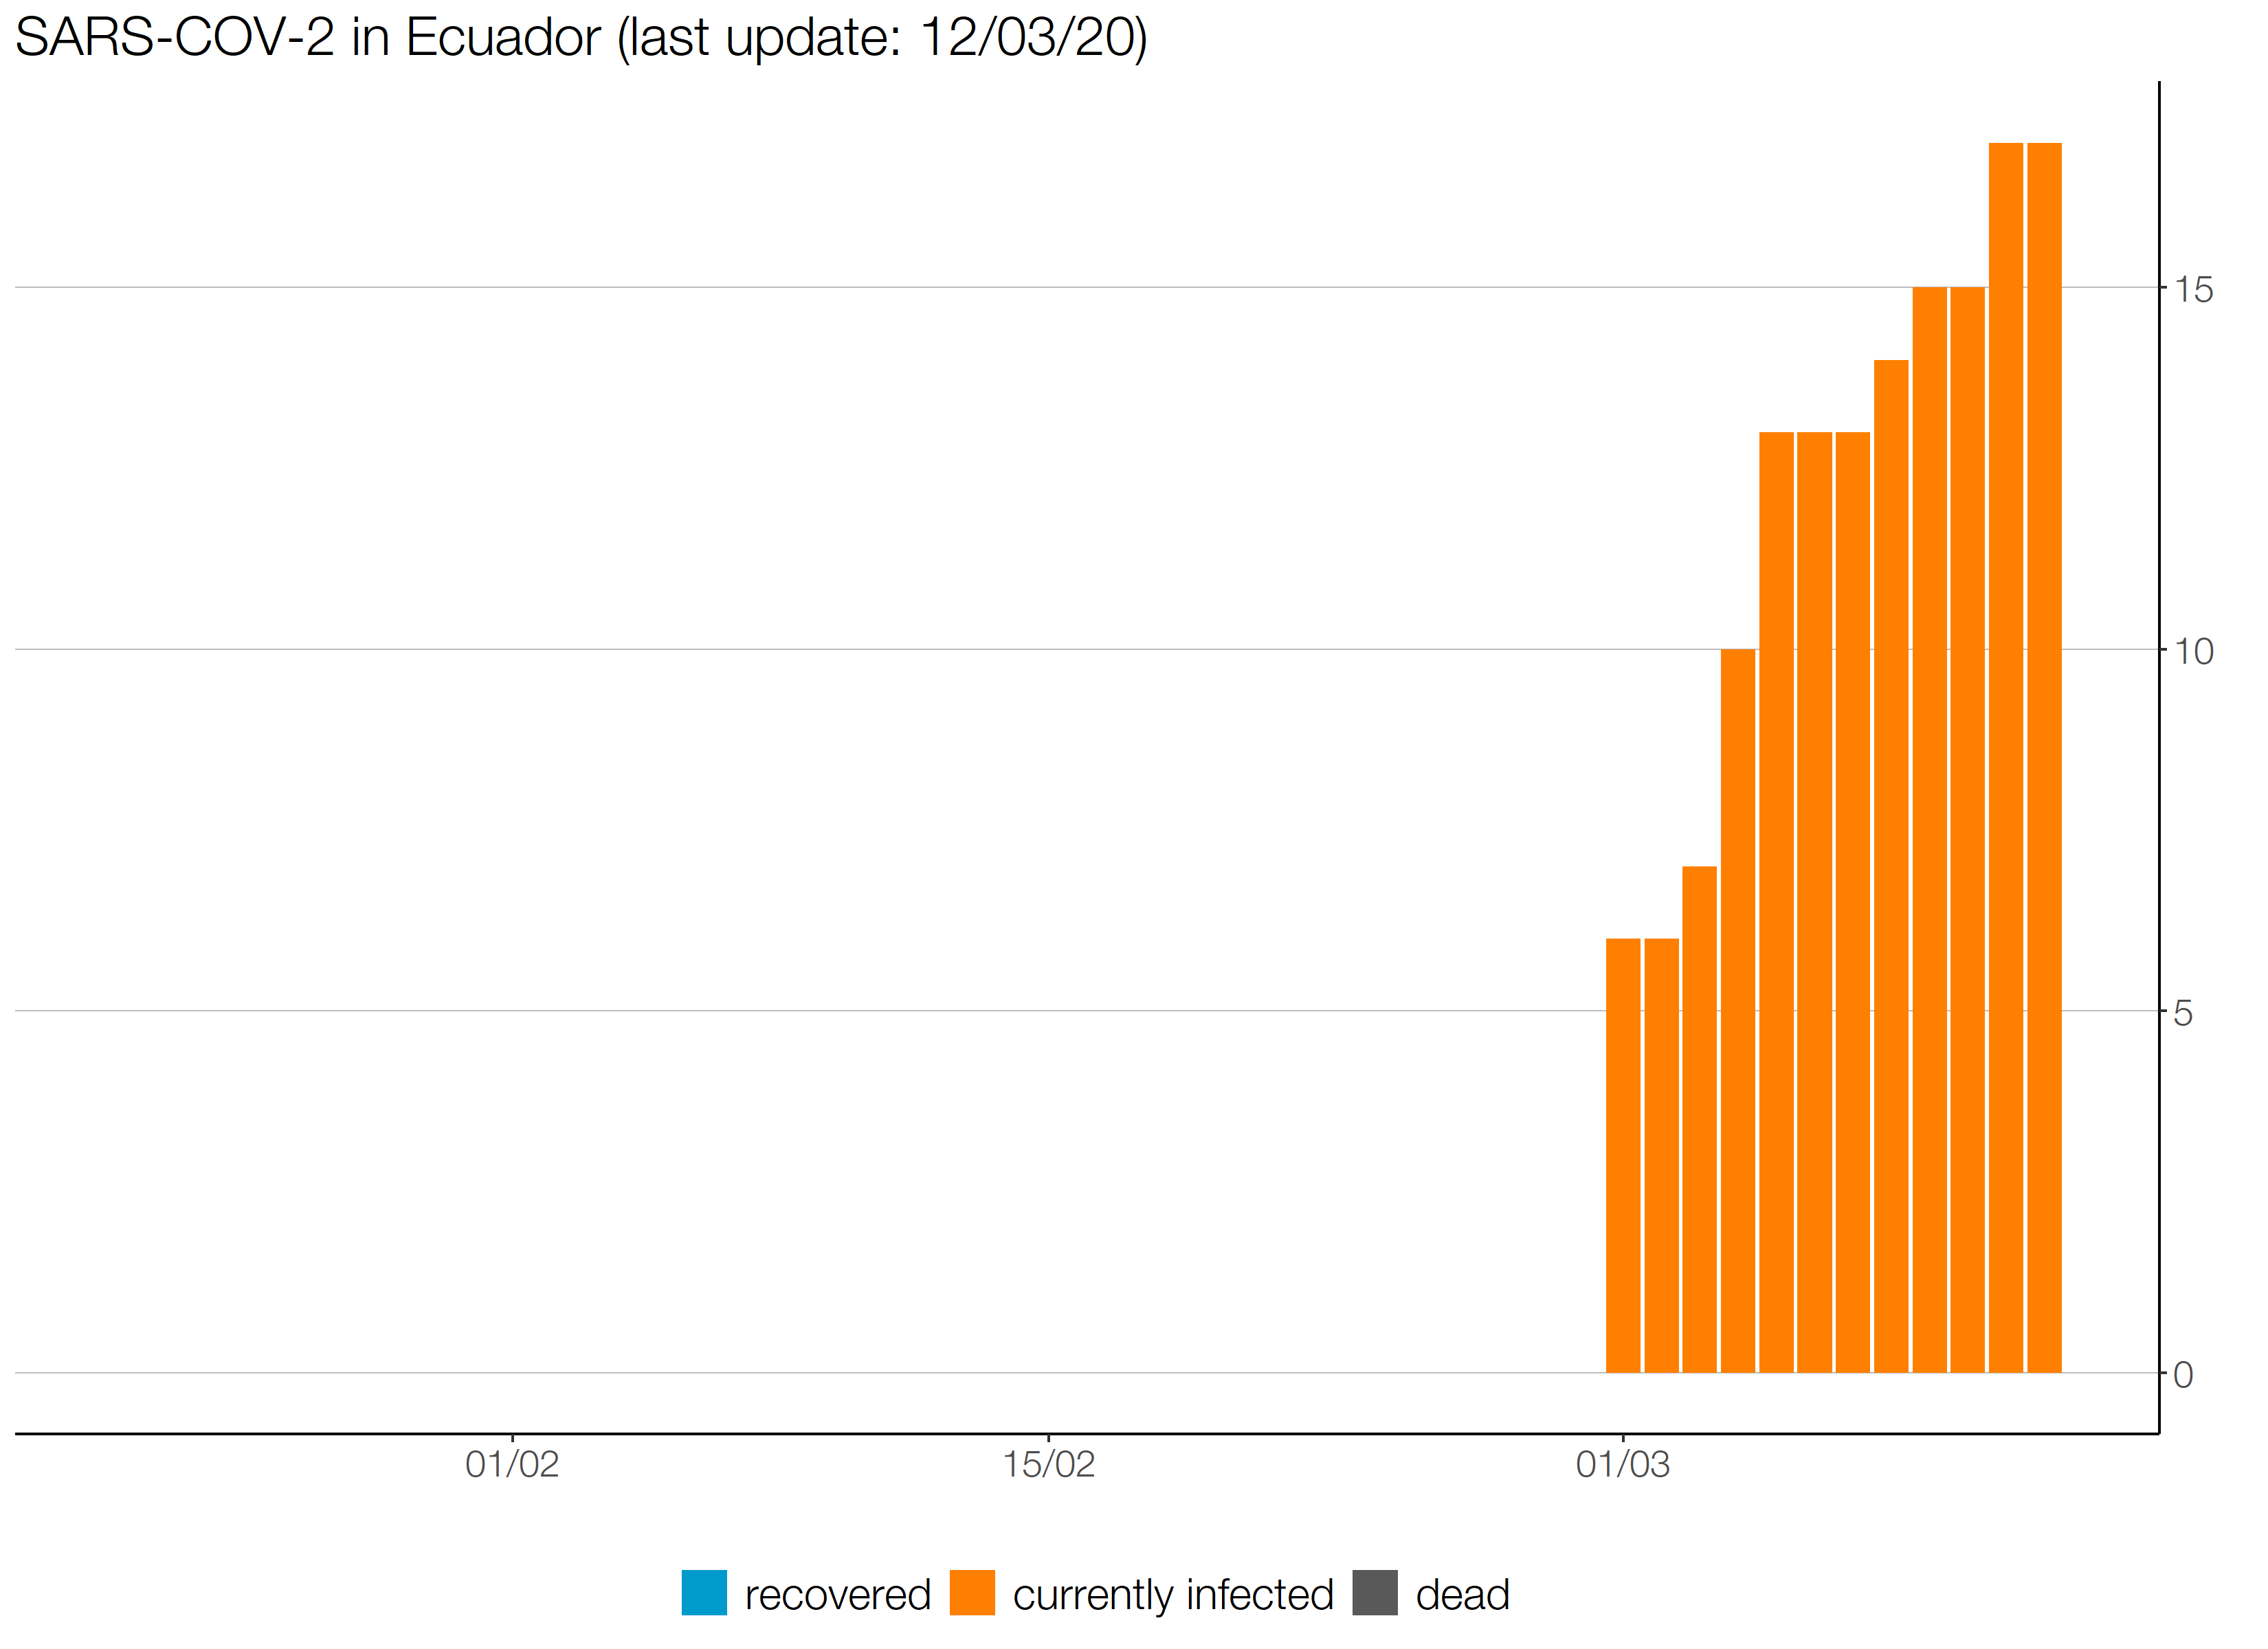 SARS-COV-2 in Ecuador (last update: 12/03/20)
15
10
5
0
01/02 15/02 01/03
recovered currently infected dead